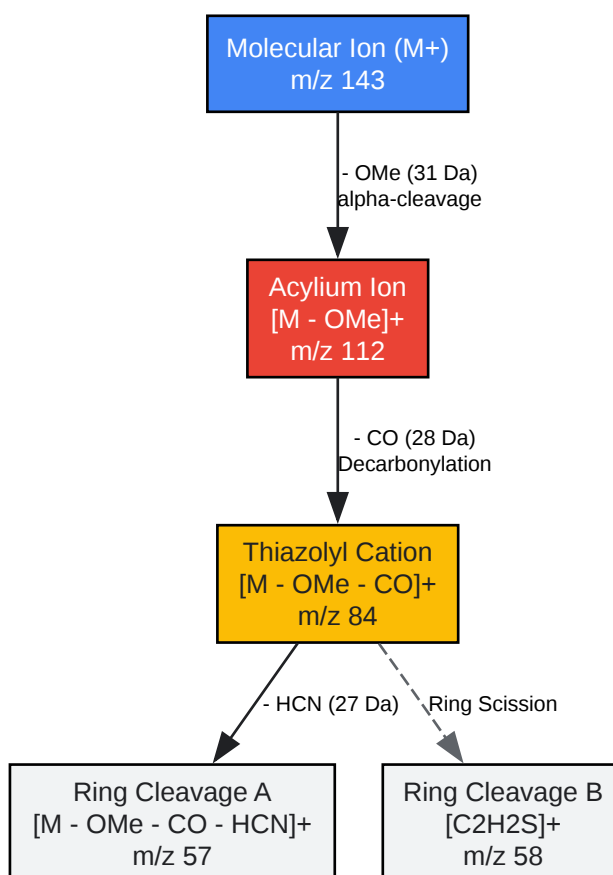 Molecular Ion (M+)
m/z 143
- OMe (31 Da)
alpha-cleavage
Acylium Ion
[M - OMe]+
m/z 112
- CO (28 Da)
Decarbonylation
Thiazolyl Cation
[M - OMe - CO]+
m/z 84
- HCN (27 Da)
Ring Scission
Ring Cleavage A
[M - OMe - CO - HCN]+
m/z 57
Ring Cleavage B
[C2H2S]+
m/z 58